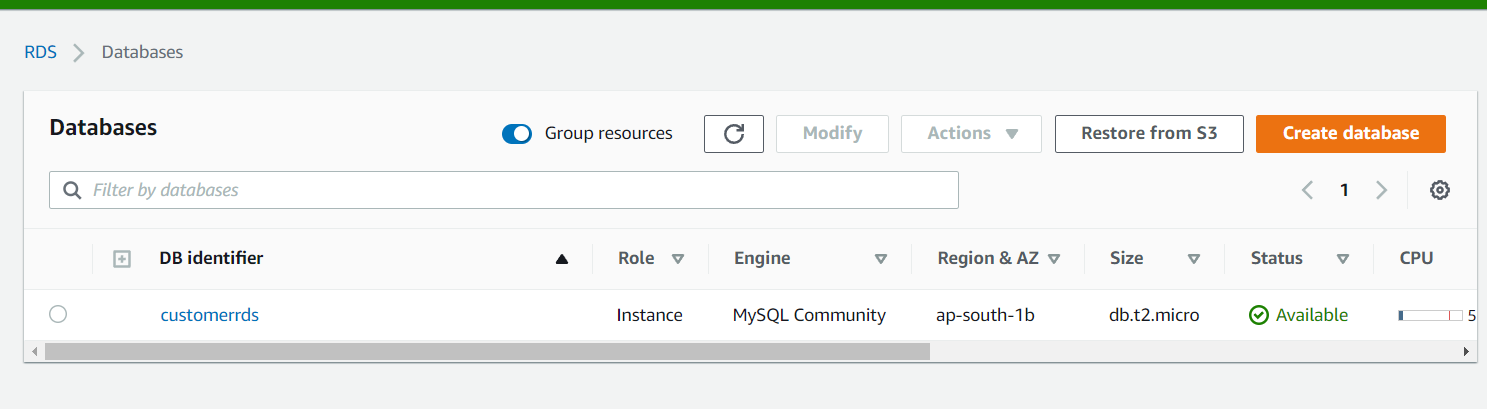 RDS Databases
Databases Group resources Modify Actions Restore from S3 Create database
Filter by databases 1
DB identifier Role Engine Region & AZ Size Status CPU
customerrds Instance MySQL Community ap-south-1b db.t2.micro Available 5